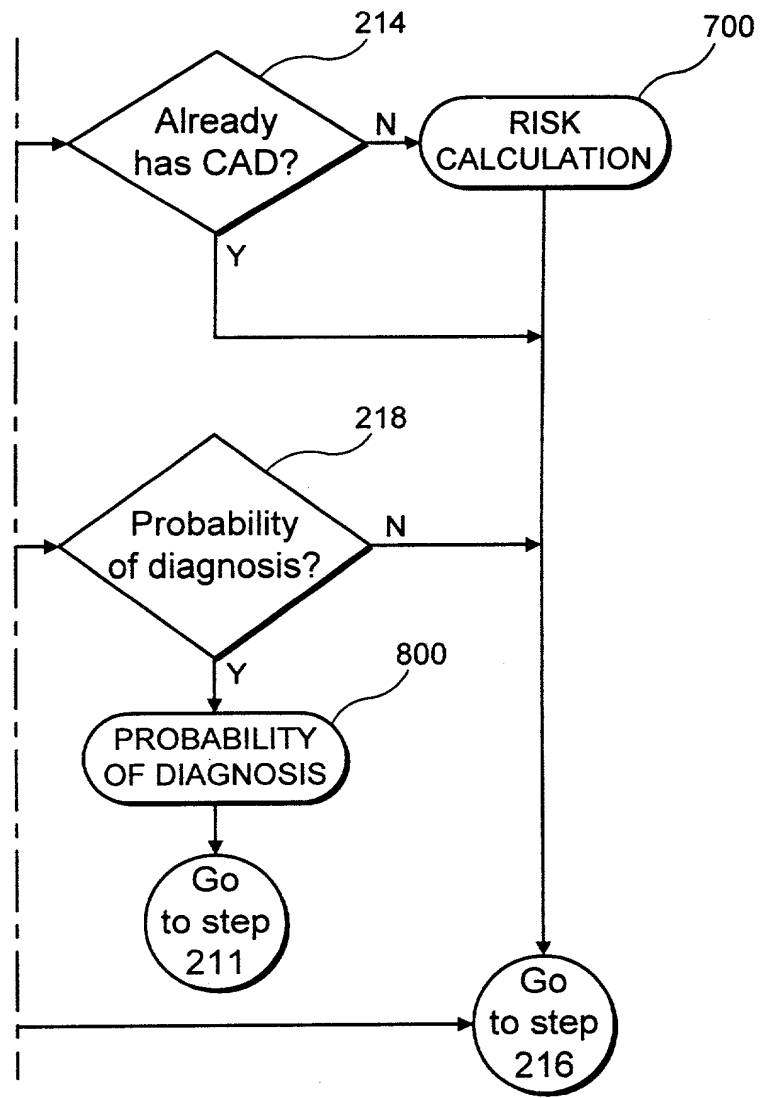 214
700
Already
has CAD?
N
RISK
CALCULATION
Y
218
Probability
of diagnosis?
N
Y
800
PROBABILITY
OF DIAGNOSIS
Go
to step
211
Go
to step
216